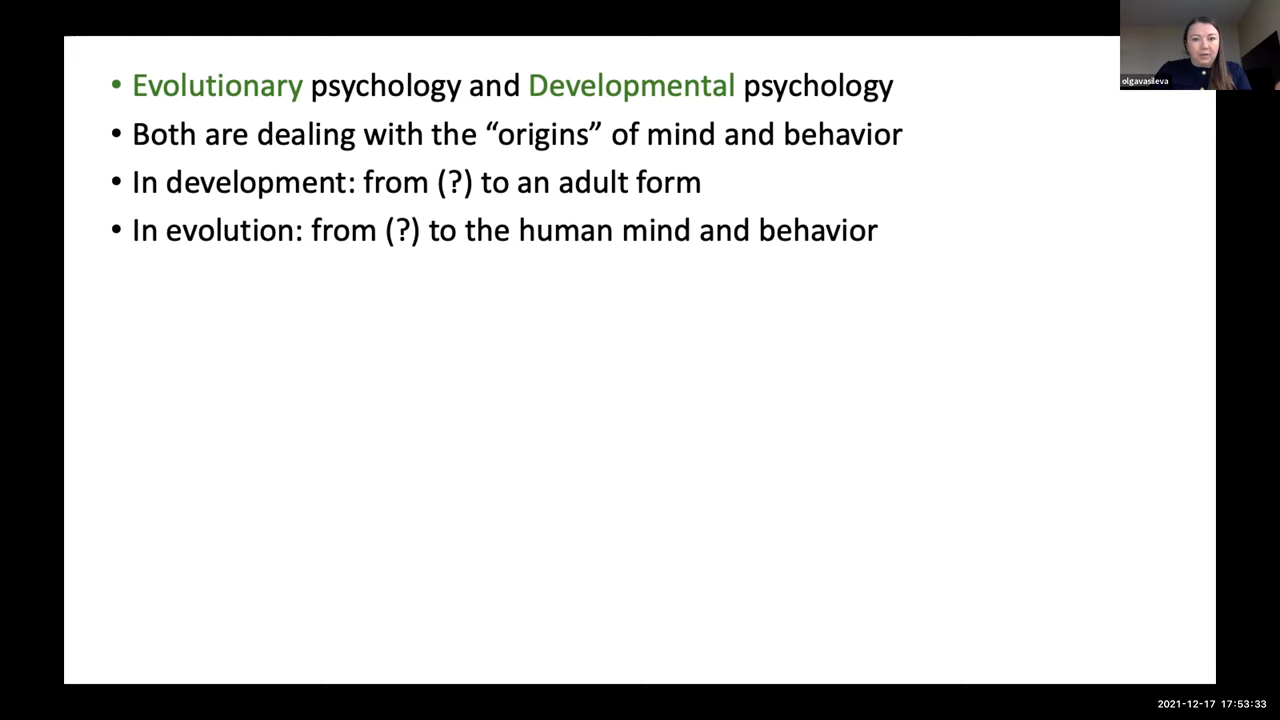 • Evolutionary psychology and Developmental psychology
• Both are dealing with the “origins” of mind and behavior
• In development: from (?) to an adult form
• In evolution: from (?) to the human mind and behavior
olgavasileva
2021-12-17 17:53:33